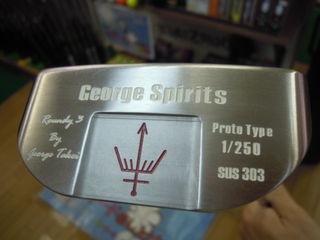 George Spirits
Roundy 3
By
George Takei
Proto Type
1/250
SUS 303